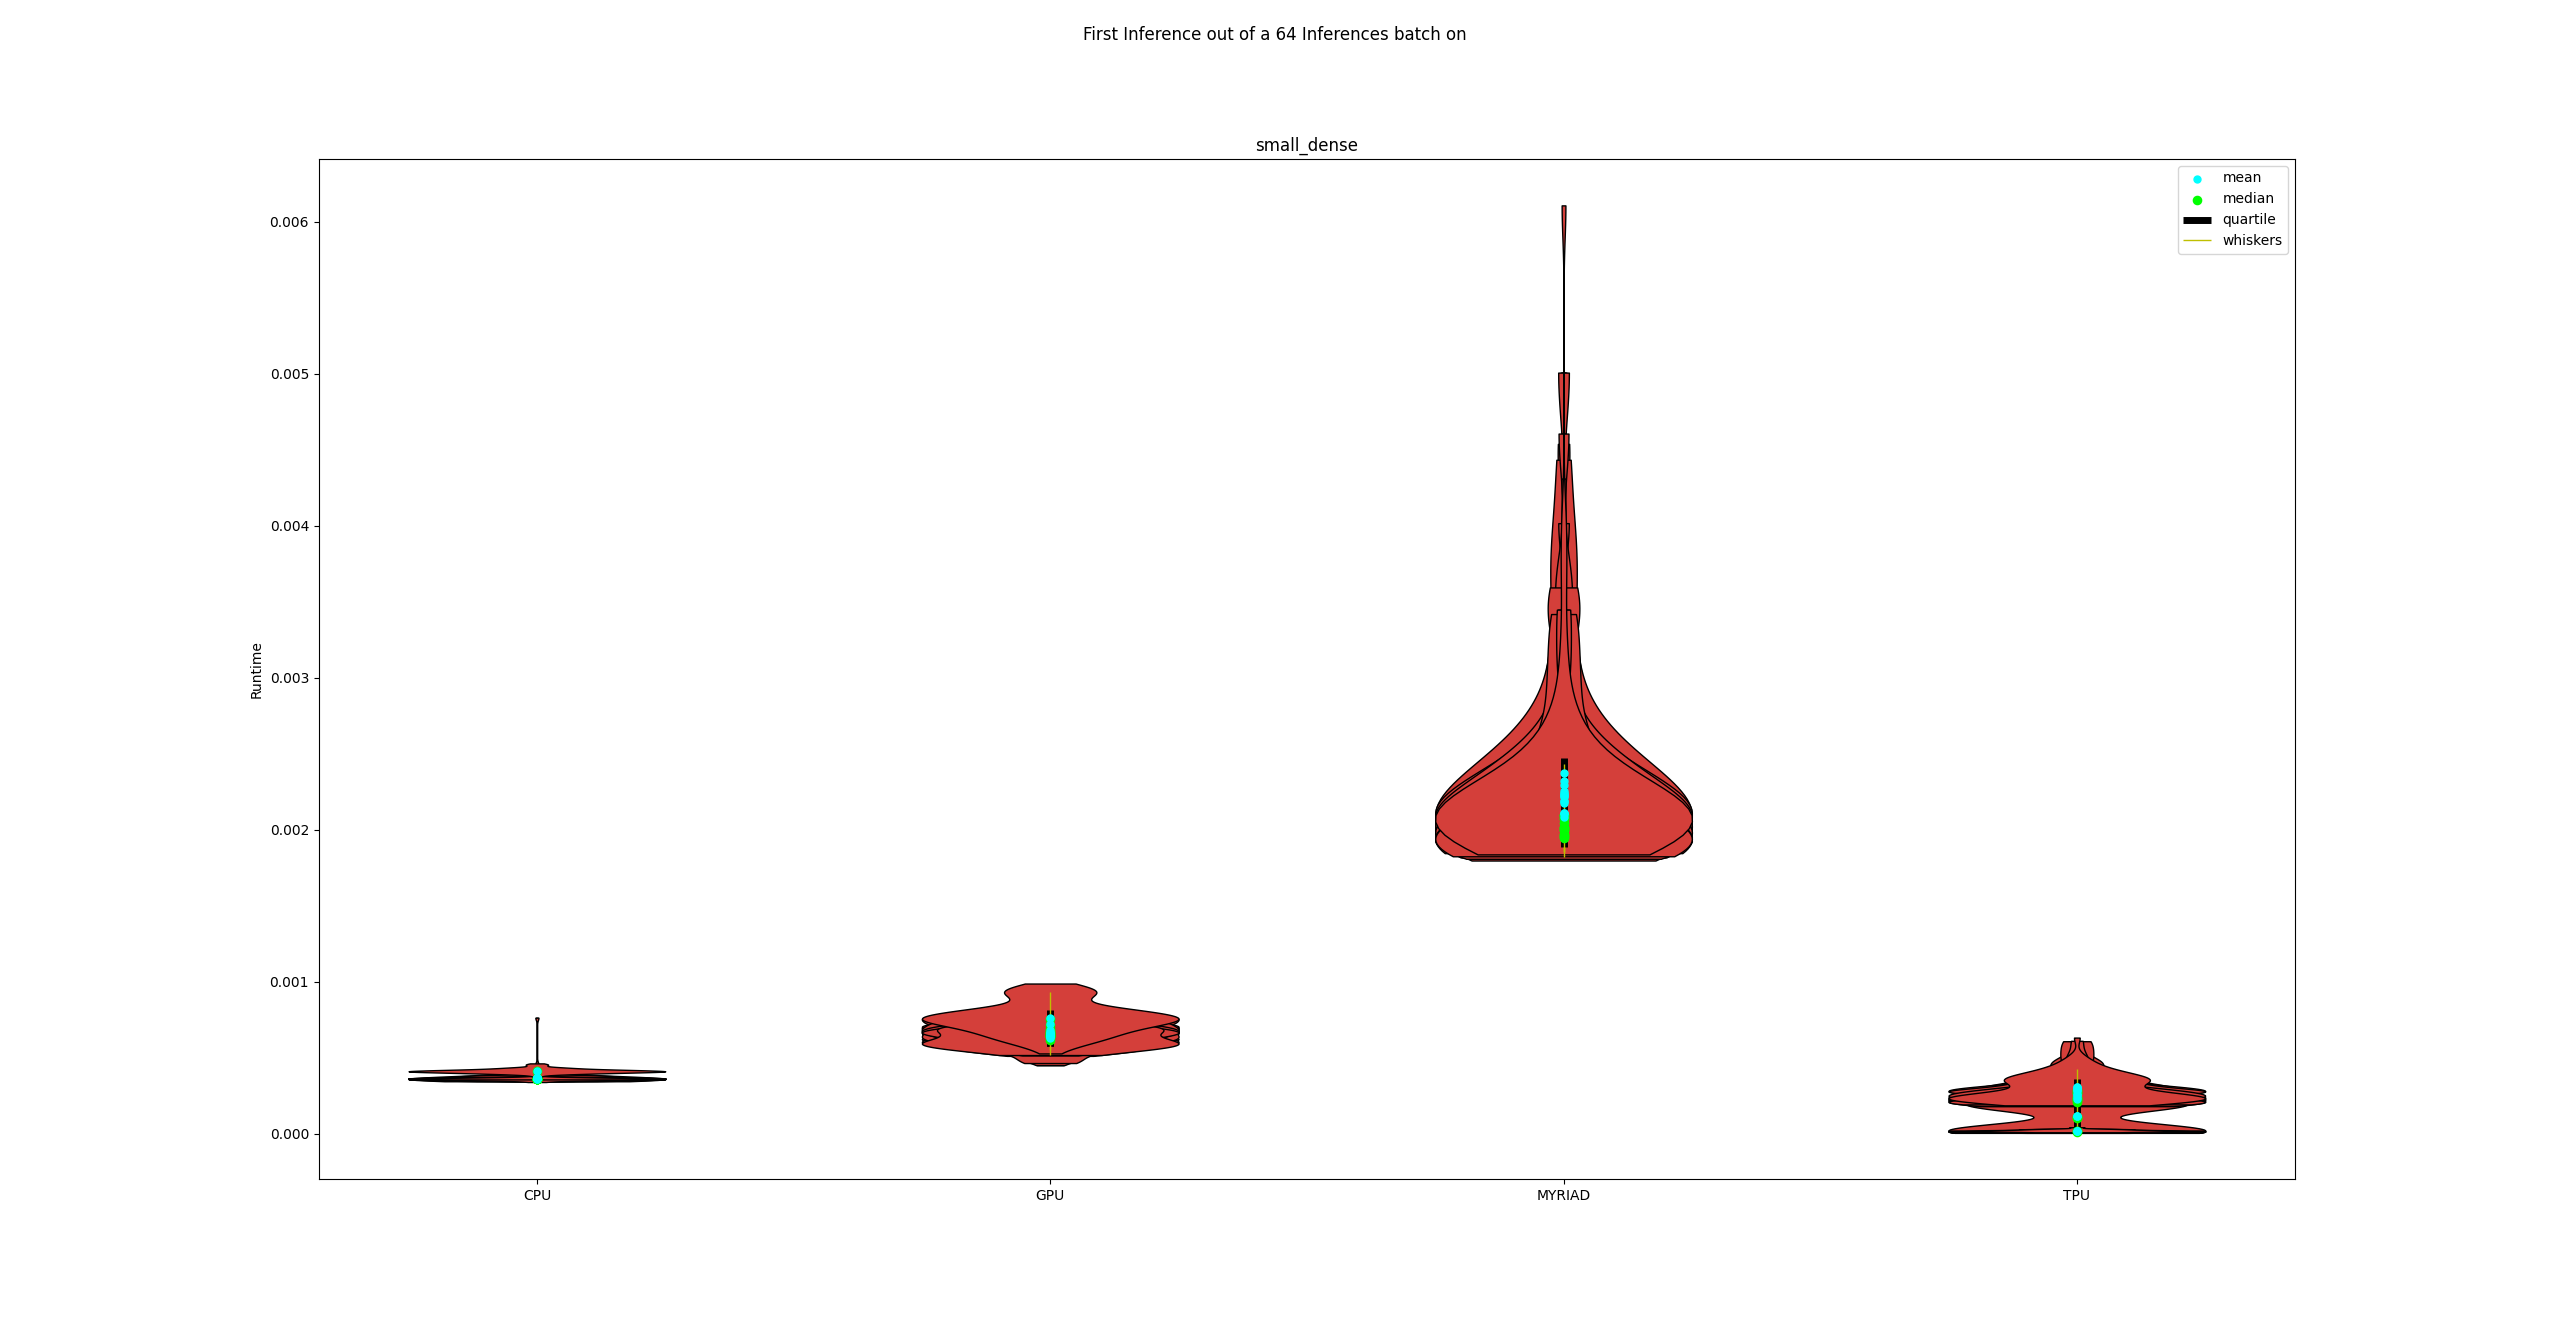 First Inference out of a 64 Inferences batch on
small_dense
mean
median
quartile
whiskers
0.006
0.005
0.004
0.003
0.002
0.001
0.000
Runtime
CPU
GPU
MYRIAD
TPU